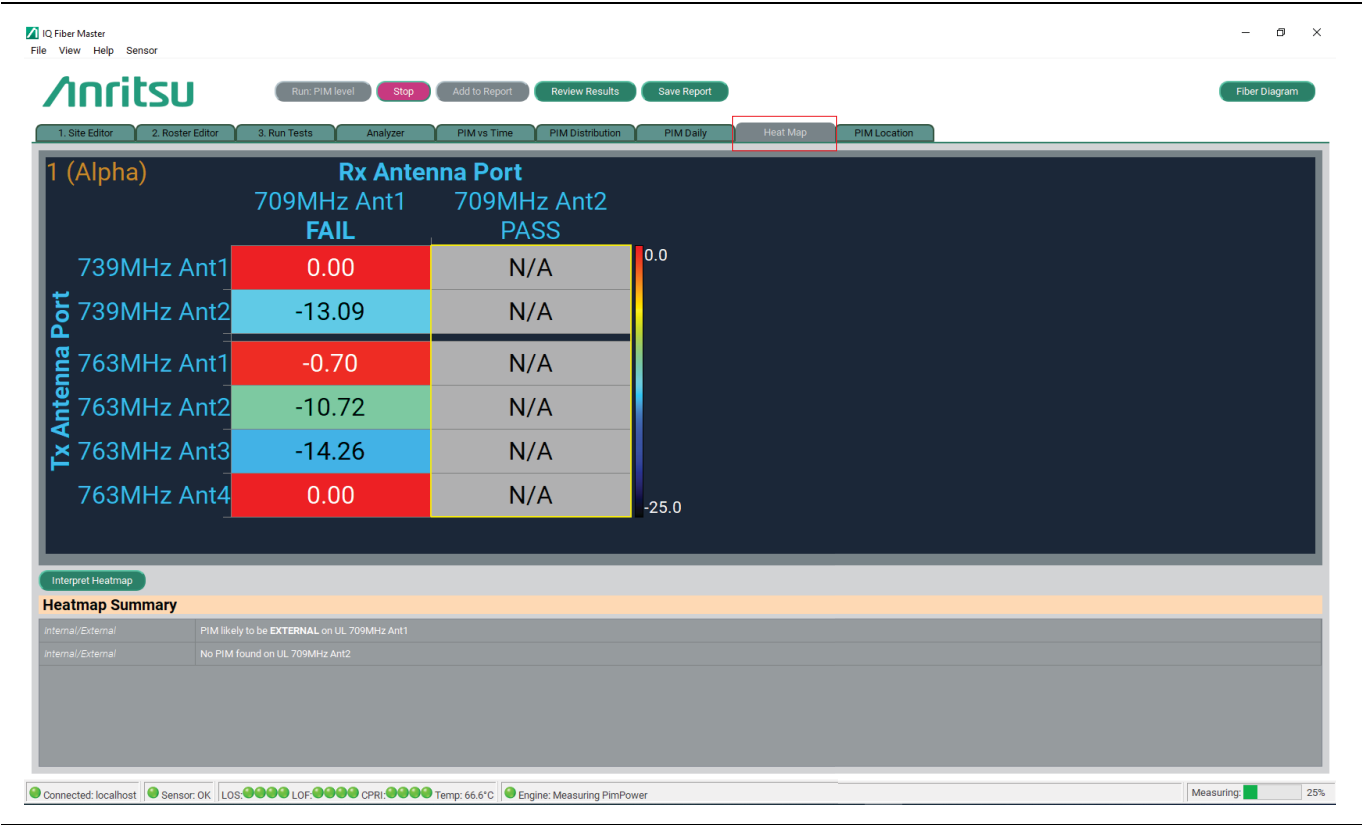 IQ Fiber Master
File View Help Sensor
Anritsu
Run: PIM level Stop Add to Report Review Results Save Report Fiber Diagram
1. Site Editor 2. Roster Editor 3. Run Tests Analyzer PIM vs Time PIM Distribution PIM Daily Heat Map PIM Location
1 (Alpha) Rx Antenna Port
709MHz Ant1 709MHz Ant2
FAIL PASS
Tx Antenna Port
739MHz Ant1 0.00 N/A 0.0
739MHz Ant2 -13.09 N/A
763MHz Ant1 -0.70 N/A
763MHz Ant2 -10.72 N/A
763MHz Ant3 -14.26 N/A
763MHz Ant4 0.00 N/A -25.0
Interpret Heatmap
Heatmap Summary
Internal/External PIM likely to be EXTERNAL on UL 709MHz Ant1
Internal/External No PIM found on UL 709MHz Ant2
Connected: localhost Sensor: OK LOS: LOF: CPRI: Temp: 66.6°C Engine: Measuring PimPower Measuring: 25%